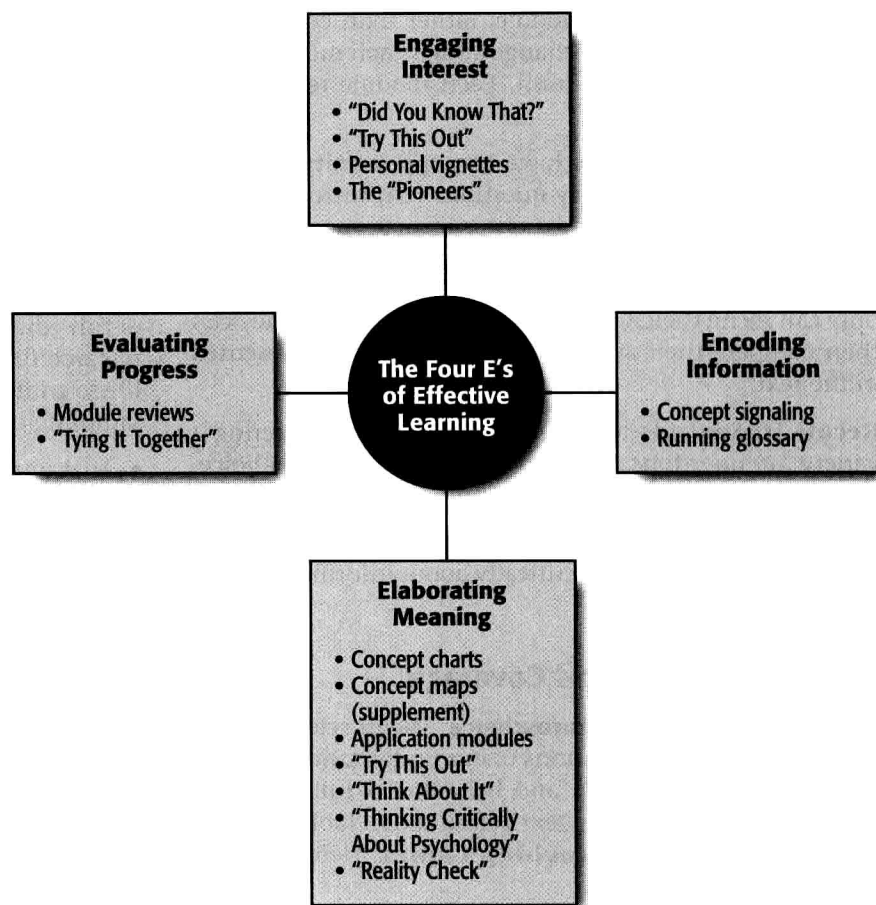 Engaging
Interest
• "Did You Know That?"
• "Try This Out"
• Personal vignettes
• The "Pioneers"
Evaluating
Progress
• Module reviews
• "Tying It Together"
The Four E's
of Effective
Learning
Encoding
Information
• Concept signaling
• Running glossary
Elaborating
Meaning
• Concept charts
• Concept maps
(supplement)
• Application modules
• "Try This Out"
• "Think About It"
• "Thinking Critically
About Psychology"
• "Reality Check"